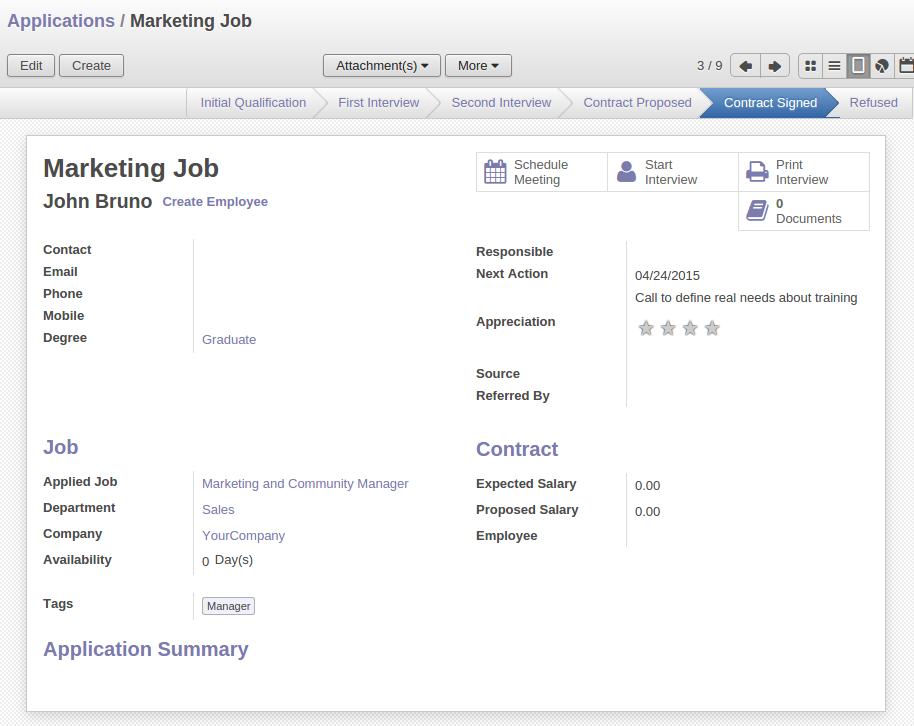 Applications / Marketing Job
Edit Create Attachment(s) More 3 / 9
Initial Qualification First Interview Second Interview Contract Proposed Contract Signed Refused
Marketing Job
John Bruno Create Employee
Schedule Meeting
Start Interview
Print Interview
0 Documents
Contact
Email
Phone
Mobile
Degree Graduate
Responsible
Next Action 04/24/2015
Call to define real needs about training
Appreciation
Source
Referred By
Job
Applied Job Marketing and Community Manager
Department Sales
Company YourCompany
Availability 0 Day(s)
Tags Manager
Contract
Expected Salary 0.00
Proposed Salary 0.00
Employee
Application Summary